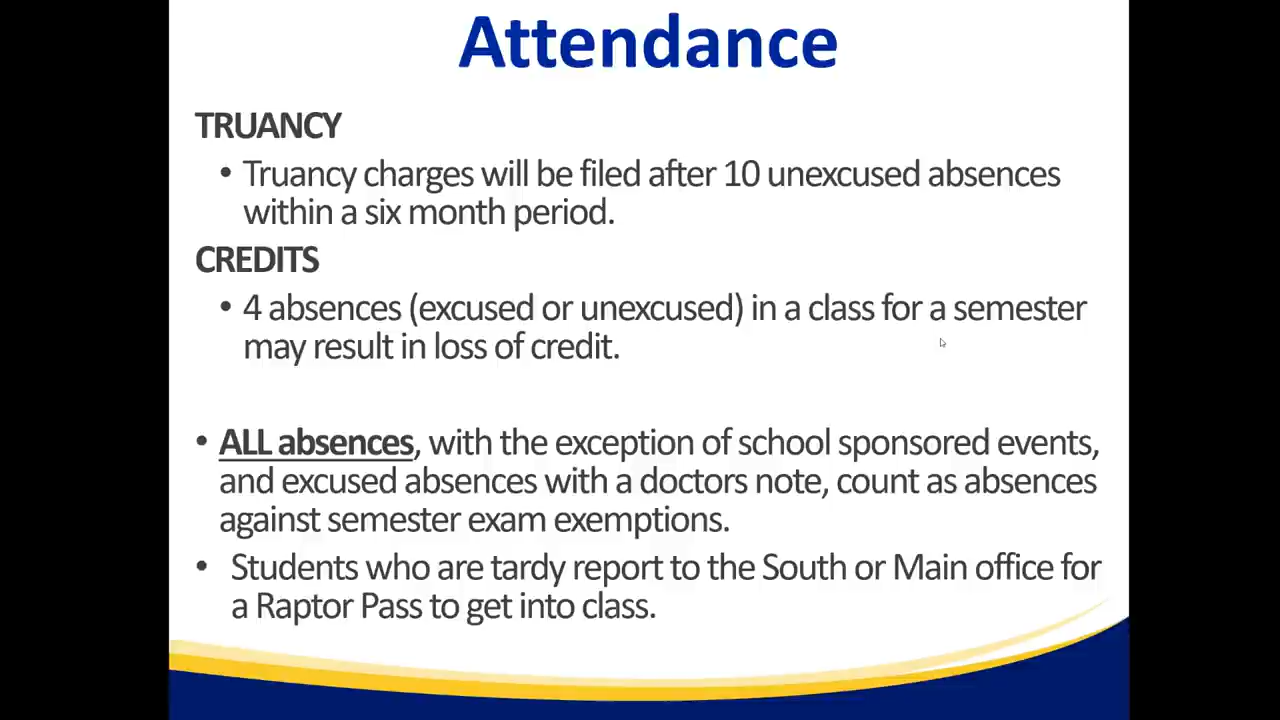 Attendance
TRUANCY
• Truancy charges will be filed after 10 unexcused absences
within a six month period.
CREDITS
• 4 absences (excused or unexcused) in a class for a semester
may result in loss of credit.
• ALL absences, with the exception of school sponsored events,
and excused absences with a doctors note, count as absences
against semester exam exemptions.
• Students who are tardy report to the South or Main office for
a Raptor Pass to get into class.